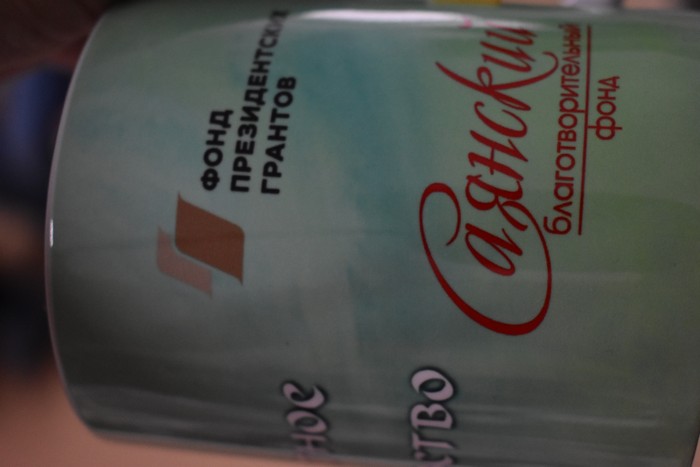 ФОНД
ПРЕЗИДЕНТСКИХ
ГРАНТОВ
Саянский
благотворительный
фонд